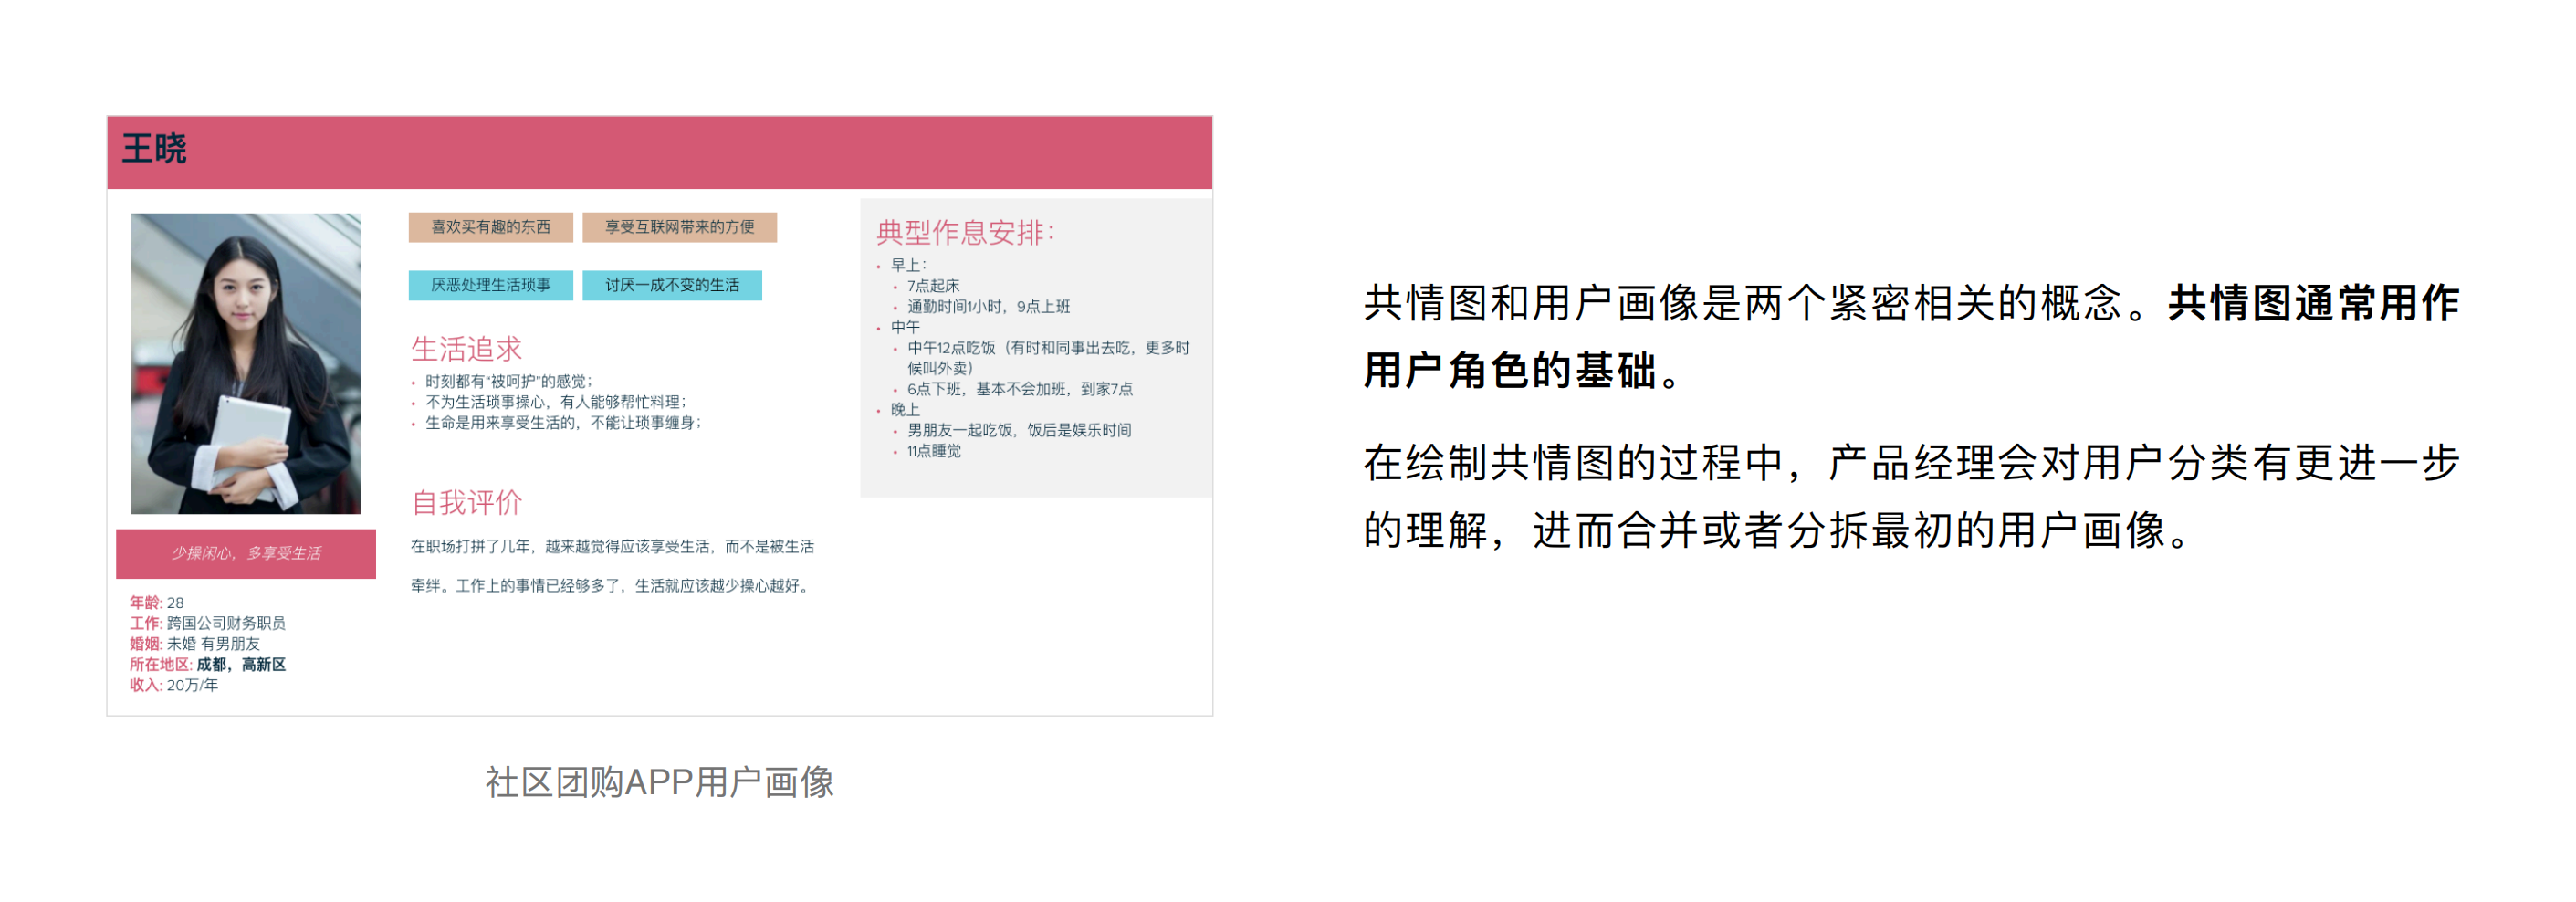 王晓
少操闲心，多享受生活
年龄: 28
工作: 跨国公司财务职员
婚姻: 未婚 有男朋友
所在地区: 成都，高新区
收入: 20万/年
喜欢买有趣的东西
享受互联网带来的方便
厌恶处理生活琐事
讨厌一成不变的生活
生活追求
• 时刻都有“被呵护”的感觉；
• 不为生活琐事操心，有人能够帮忙料理；
• 生命是用来享受生活的，不能让琐事缠身；
自我评价
在职场打拼了几年，越来越觉得应该享受生活，而不是被生活
牵绊。工作上的事情已经够多了，生活就应该越少操心越好。
典型作息安排：
• 早上：
• 7点起床
• 通勤时间1小时，9点上班
• 中午
• 中午12点吃饭（有时和同事出去吃，更多时
候叫外卖）
• 6点下班，基本不会加班，到家7点
• 晚上
• 男朋友一起吃饭，饭后是娱乐时间
• 11点睡觉
社区团购APP用户画像
共情图和用户画像是两个紧密相关的概念。共情图通常用作
用户角色的基础。
在绘制共情图的过程中，产品经理会对用户分类有更进一步
的理解，进而合并或者分拆最初的用户画像。